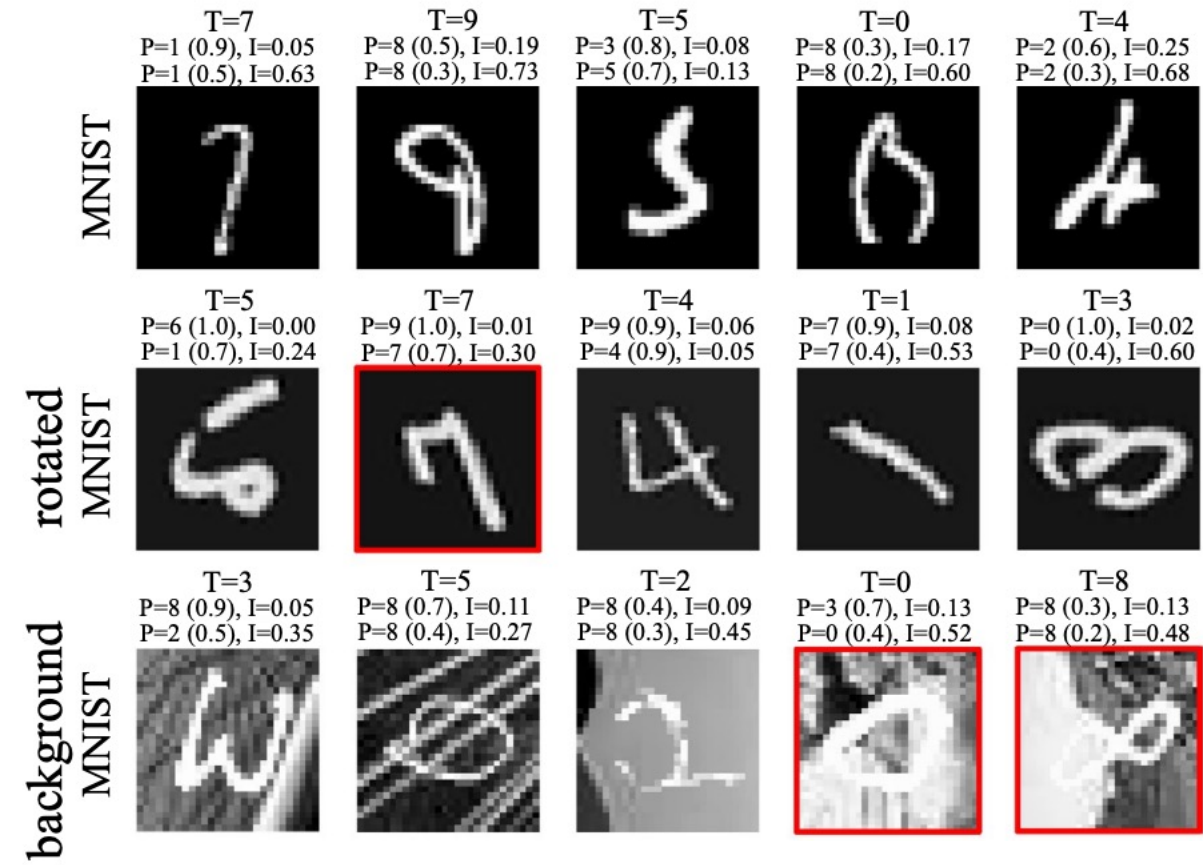 T=7 T=9 T=5 T=0 T=4
P=1 (0.9), I=0.05 P=8 (0.5), I=0.19 P=3 (0.8), I=0.08 P=8 (0.3), I=0.17 P=2 (0.6), I=0.25
P=1 (0.5), I=0.63 P=8 (0.3), I=0.73 P=5 (0.7), I=0.13 P=8 (0.2), I=0.60 P=2 (0.3), I=0.68
MNIST
T=5 T=7 T=4 T=1 T=3
P=6 (1.0), I=0.00 P=9 (1.0), I=0.01 P=9 (0.9), I=0.06 P=7 (0.9), I=0.08 P=0 (1.0), I=0.02
P=1 (0.7), I=0.24 P=7 (0.7), I=0.30 P=4 (0.9), I=0.05 P=7 (0.4), I=0.53 P=0 (0.4), I=0.60
rotated
MNIST
T=3 T=5 T=2 T=0 T=8
P=8 (0.9), I=0.05 P=8 (0.7), I=0.11 P=8 (0.4), I=0.09 P=3 (0.7), I=0.13 P=8 (0.3), I=0.13
P=2 (0.5), I=0.35 P=8 (0.4), I=0.27 P=8 (0.3), I=0.45 P=0 (0.4), I=0.52 P=8 (0.2), I=0.48
background
MNIST